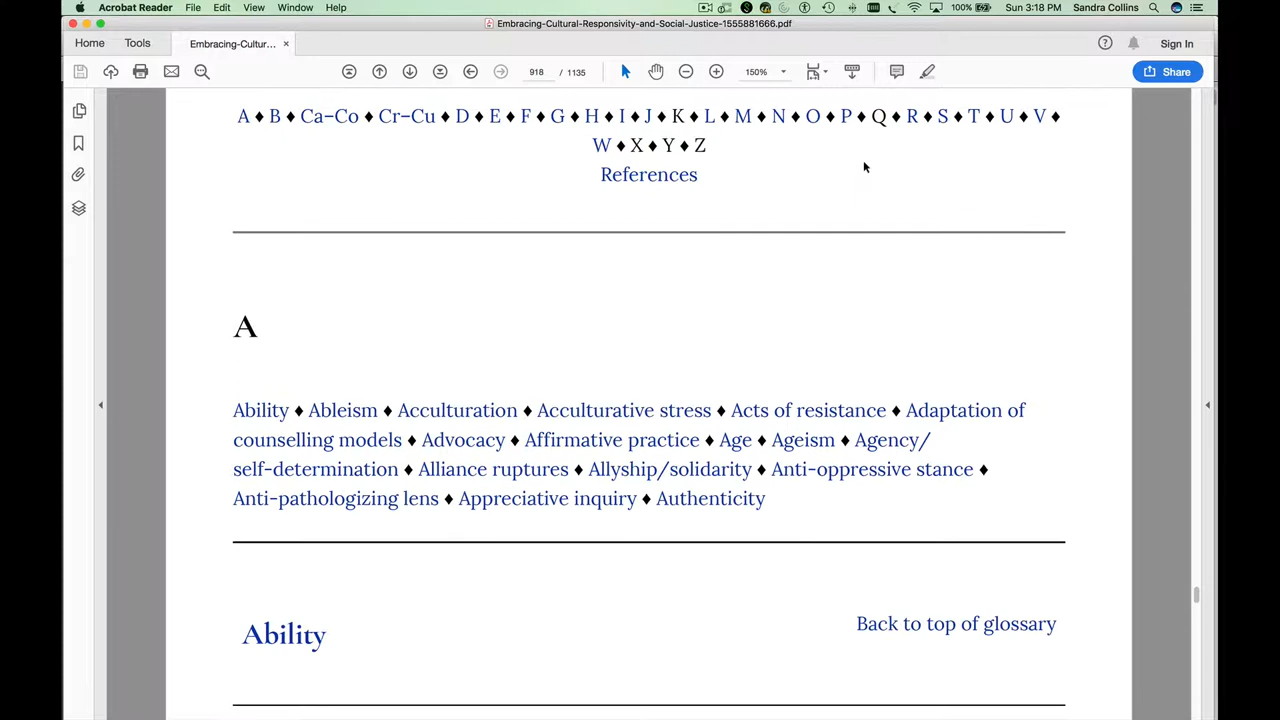 Acrobat Reader File Edit View Window Help 100% Sun 3:18 PM Sandra Collins
Embracing-Cultural-Responsivity-and-Social-Justice-1555881666.pdf
Home Tools Embracing-Cultur... × Sign In
918 / 1135 150% Share
A ♦ B ♦ Ca–Co ♦ Cr–Cu ♦ D ♦ E ♦ F ♦ G ♦ H ♦ I ♦ J ♦ K ♦ L ♦ M ♦ N ♦ O ♦ P ♦ Q ♦ R ♦ S ♦ T ♦ U ♦ V ♦
W ♦ X ♦ Y ♦ Z
References
A
Ability ♦ Ableism ♦ Acculturation ♦ Acculturative stress ♦ Acts of resistance ♦ Adaptation of
counselling models ♦ Advocacy ♦ Affirmative practice ♦ Age ♦ Ageism ♦ Agency/
self-determination ♦ Alliance ruptures ♦ Allyship/solidarity ♦ Anti-oppressive stance ♦
Anti-pathologizing lens ♦ Appreciative inquiry ♦ Authenticity
Ability Back to top of glossary